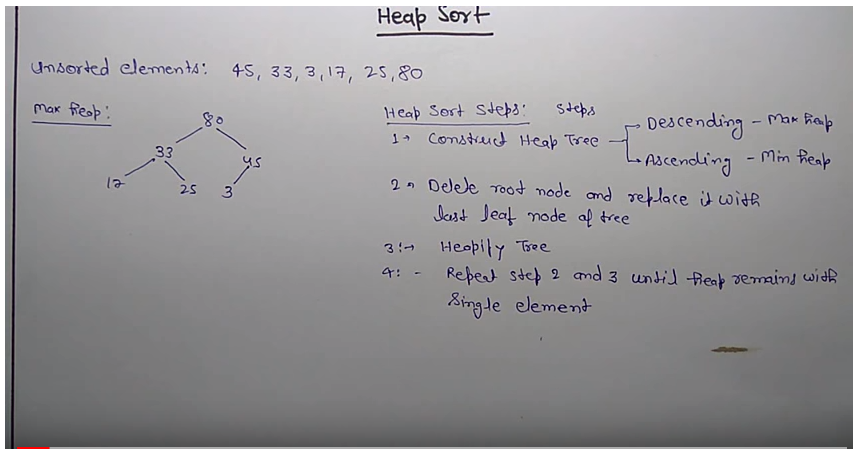 Heap Sort
Unsorted elements: 45, 33, 3, 17, 25, 80
Max heap:
80
33 45
17 25 3
Heap Sort Steps: Steps
1→ Construct Heap Tree
Descending - Max heap
Ascending - Min heap
2→ Delete root node and replace it with
last leaf node of tree
3:→ Heapify Tree
4: - Repeat step 2 and 3 until heap remains with
Single element